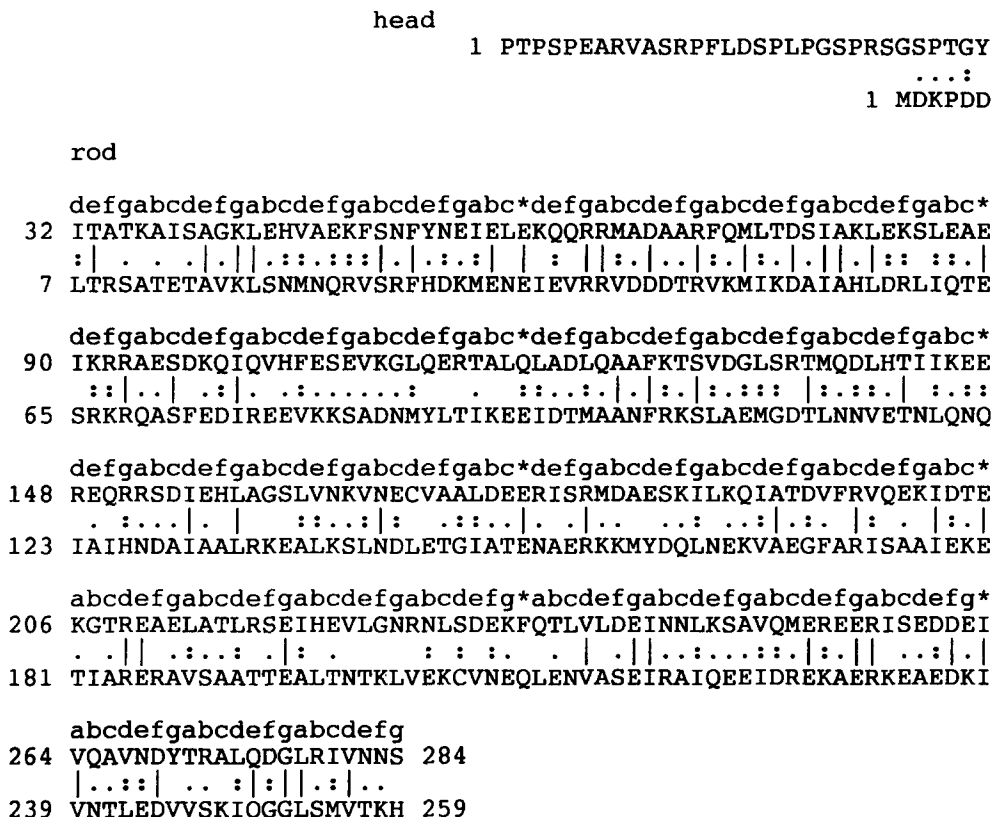 head
1 PTPSPEARVASRPFLDSPLPGSPRSGSPTGY
...:
1 MDKPDD
rod
defgabcdefgabcdefgabcdefgabc*defgabcdefgabcdefgabcdefgabc*
32 ITATKAISAGKLEHVAEKFSNFYNEIELEKQQRRMADAARFQMLTDSIAKLEKSLEAE
:| . . .|.||.::.:::|.|.:.:.| | : ||:.|..|:.|:.|.||.|:: ::.|
7 LTRSATETAVKLSNMNQRVSRFHDKMENEIEVRRVDDDTRVKMIKDAIAHLDRLIQTE
defgabcdefgabcdefgabcdefgabc*defgabcdefgabcdefgabcdefgabc*
90 IKRRAESDKQIQVHFESEVKGLQERTALQLADLQAAFKTSVDGLSRTMQDLHTIIKEE
::|..|. .:.|.:......: . :: :...|.|:|:.::: |:.::.| .::.
65 SRKRQASFEDIREEVKKSADNMYLTIKEEIDTMAANFRKSLAEMGDTLNNVETNLQNQ
defgabcdefgabcdefgabcdefgabc*defgabcdefgabcdefgabcdefgabc*
148 REQRRSDIEHLAGSLVNKVNECVAALDEERISRMDAESKILKQIATDVFRVQEKIDTE
. :...|. | ::..:|: .::..|. .| .. : ..:|:. .|: . |:.|
123 IAIHNDAIAALRKEALKSLNDLETGIATENAERKKMYDQLNEKVAEGFARISAAIEKE
abcdefgabcdefgabcdefgabcdefg*abcdefgabcdefgabcdefgabcdefg*
206 KGTREAELATLRSEIHEVLGNRNLSDEKFQTLVLDEINNLKSAVQMEREERISEDDEI
. .|| .:..: .|: . : : : . .| .||..:...::.|:|| ..:|.|
181 TIARERAVSAATTEALTNTKLVEKCVNEQLENVASEIRAIQEEIDREKAERKEAEDKI
abcdefgabcdefgabcdefg
264 VQAVNDYTRALQDGLRIVNNS 284
|..::| .. :|:||.:|..
239 VNTLEDVVSKIQGGLSMVTKH 259